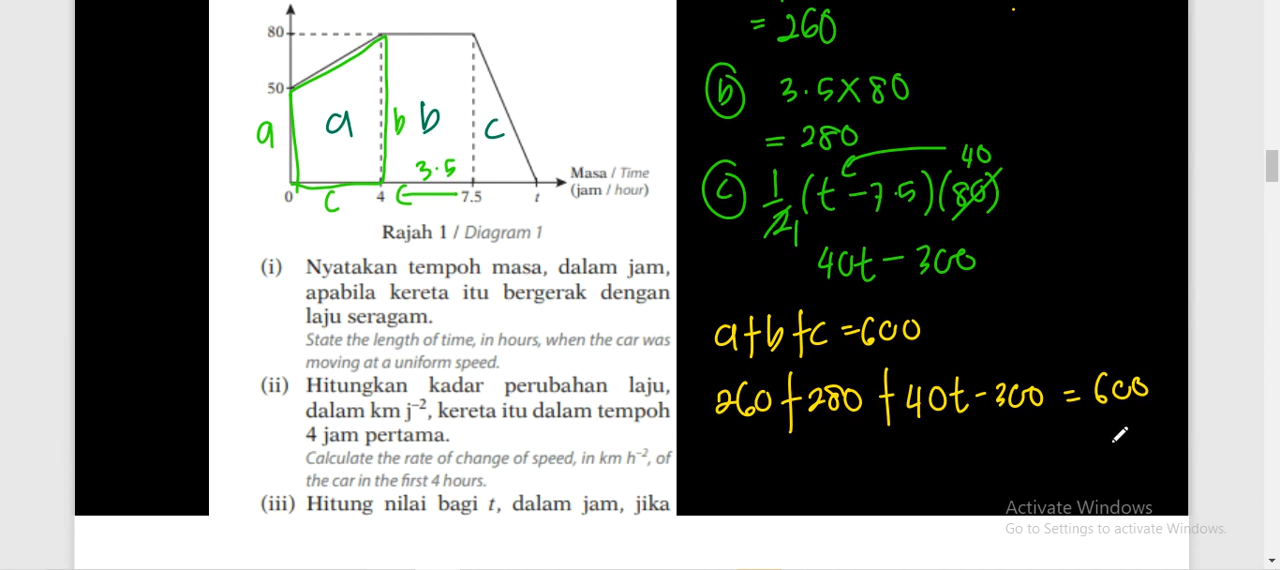 80
50
a
a
b b
c
3.5
c
0 4 7.5 t
Masa / Time
(jam / hour)
Rajah 1 / Diagram 1
(i) Nyatakan tempoh masa, dalam jam,
apabila kereta itu bergerak dengan
laju seragam.
State the length of time, in hours, when the car was
moving at a uniform speed.
(ii) Hitungkan kadar perubahan laju,
dalam km j⁻², kereta itu dalam tempoh
4 jam pertama.
Calculate the rate of change of speed, in km h⁻², of
the car in the first 4 hours.
(iii) Hitung nilai bagi t, dalam jam, jika
= 260
b 3.5 × 80
= 280
40
c 1/2 (t - 7.5)(80)
1
40t - 300
a + b + c = 600
260 + 280 + 40t - 300 = 600
Activate Windows
Go to Settings to activate Windows.